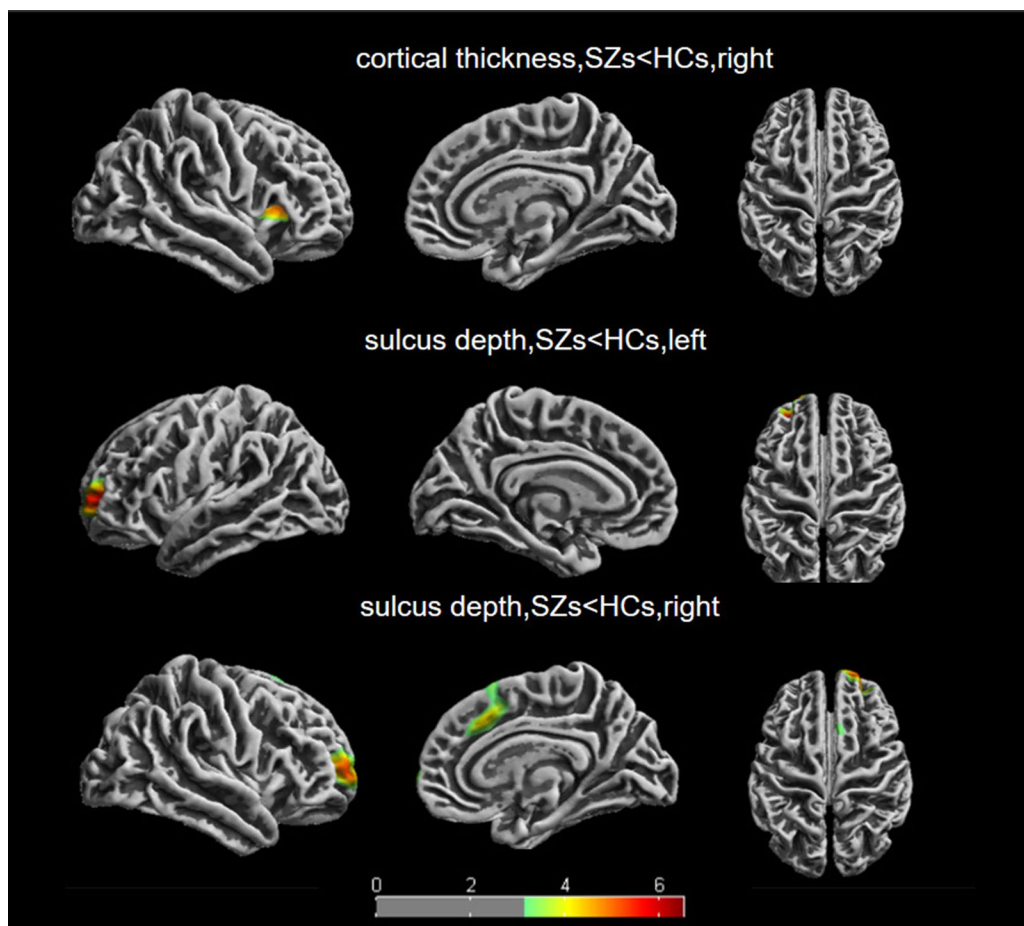 cortical thickness,SZs<HCs,right
sulcus depth,SZs<HCs,left
sulcus depth,SZs<HCs,right
0 2 4 6